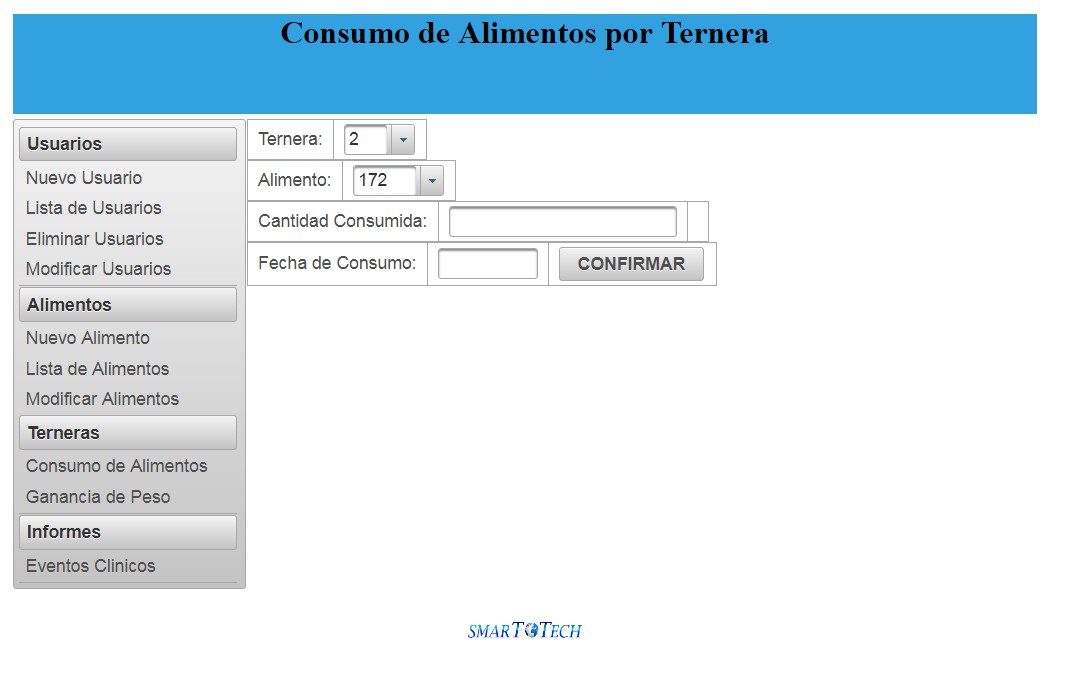 Consumo de Alimentos por Ternera
Usuarios
Nuevo Usuario
Lista de Usuarios
Eliminar Usuarios
Modificar Usuarios
Alimentos
Nuevo Alimento
Lista de Alimentos
Modificar Alimentos
Terneras
Consumo de Alimentos
Ganancia de Peso
Informes
Eventos Clinicos
Ternera: 2
Alimento: 172
Cantidad Consumida:
Fecha de Consumo: CONFIRMAR
SMARTOTECH